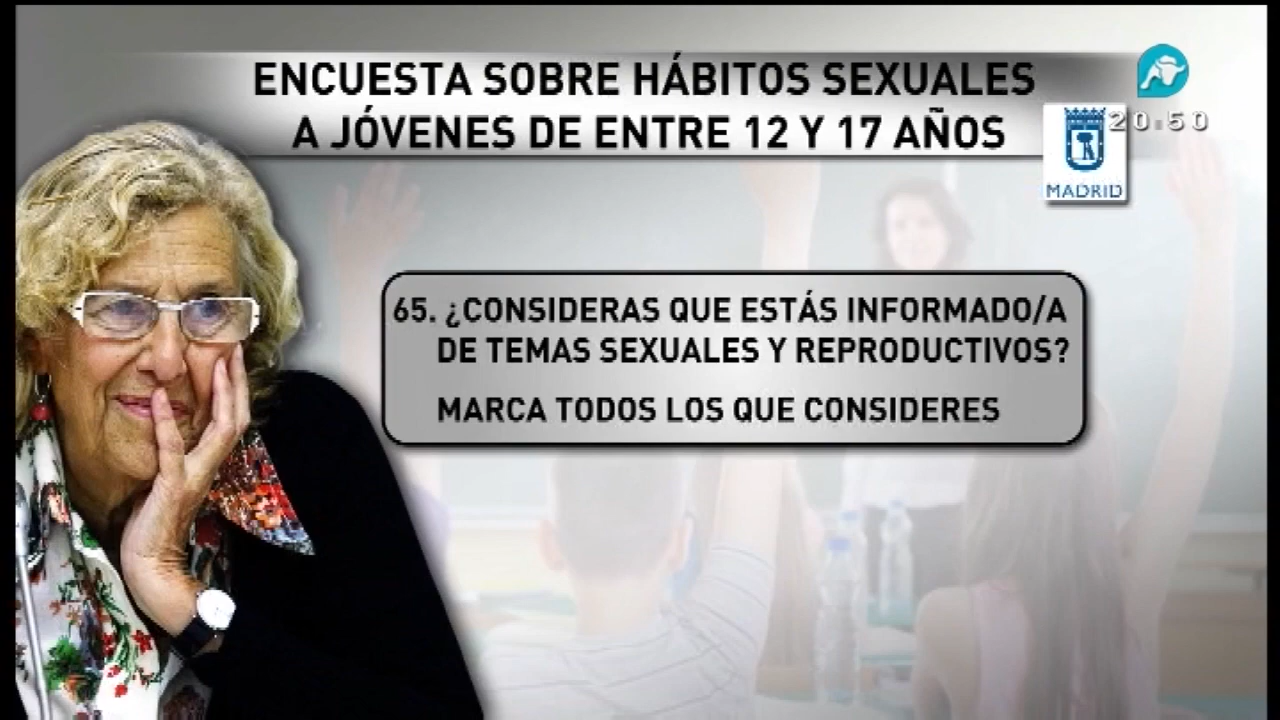 ENCUESTA SOBRE HÁBITOS SEXUALES
A JÓVENES DE ENTRE 12 Y 17 AÑOS
20:50
MADRID
65. ¿CONSIDERAS QUE ESTÁS INFORMADO/A
DE TEMAS SEXUALES Y REPRODUCTIVOS?
MARCA TODOS LOS QUE CONSIDERES